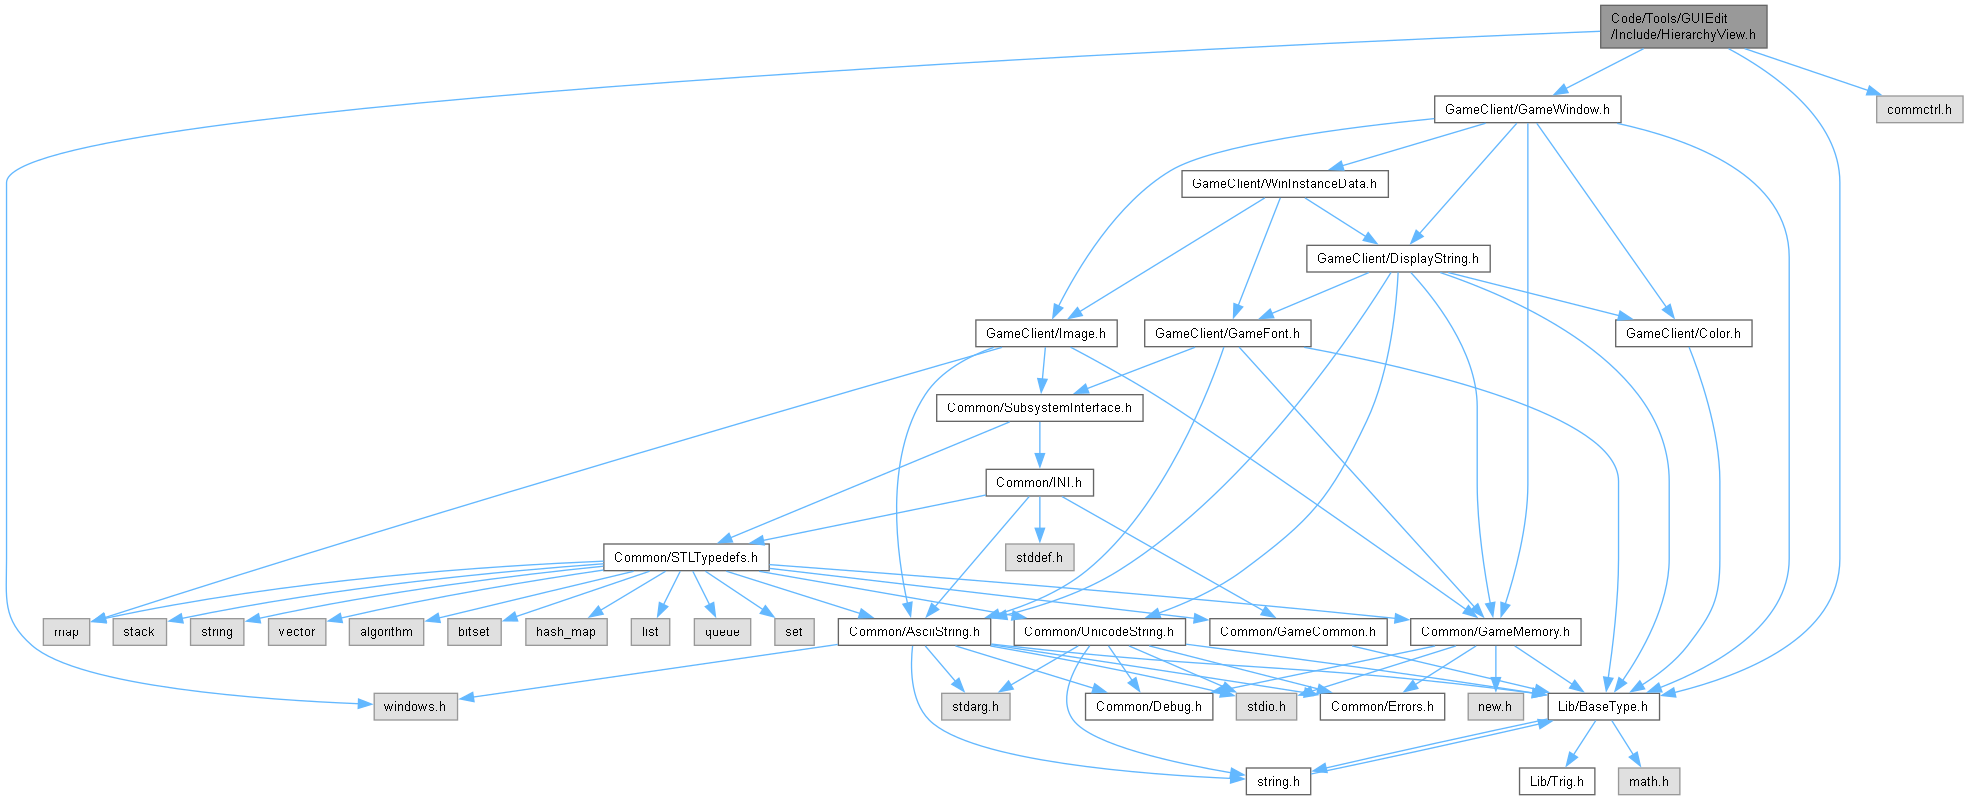 Code/Tools/GUIEdit
/Include/HierarchyView.h
GameClient/GameWindow.h
commctrl.h
GameClient/WinInstanceData.h
GameClient/DisplayString.h
GameClient/Image.h
GameClient/GameFont.h
GameClient/Color.h
Common/SubsystemInterface.h
Common/INI.h
Common/STLTypedefs.h
stddef.h
map
stack
string
vector
algorithm
bitset
hash_map
list
queue
set
Common/AsciiString.h
Common/UnicodeString.h
Common/GameCommon.h
Common/GameMemory.h
windows.h
stdarg.h
Common/Debug.h
stdio.h
Common/Errors.h
new.h
Lib/BaseType.h
string.h
Lib/Trig.h
math.h